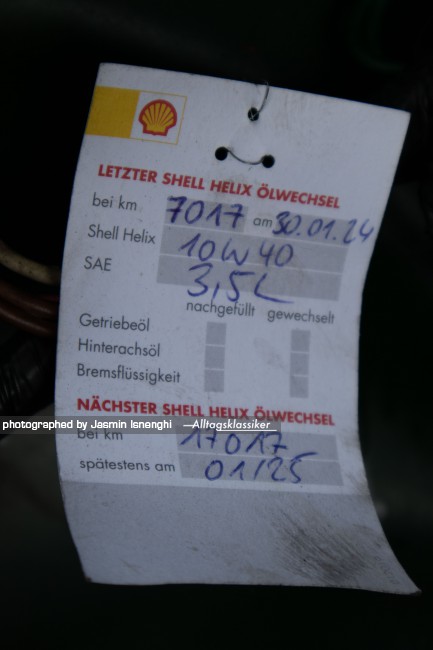 LETZTER SHELL HELIX ÖLWECHSEL
bei km 7017 am 30.01.24
Shell Helix 10W40
SAE 3,5L
nachgefüllt gewechselt
Getriebeöl
Hinterachsöl
Bremsflüssigkeit
NÄCHSTER SHELL HELIX ÖLWECHSEL
photographed by Jasmin Isnenghi —Alltagsklassiker
bei km 17017
spätestens am 01/25